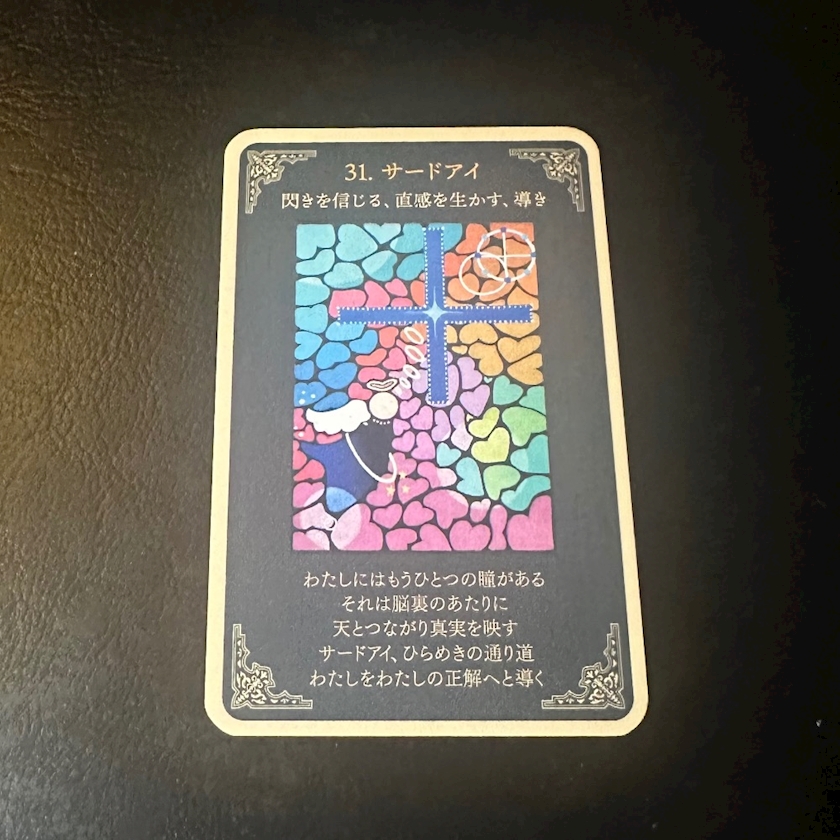 31. サードアイ
閃きを信じる、直感を生かす、導き
わたしにはもうひとつの瞳がある
それは脳裏のあたりに
天とつながり真実を映す
サードアイ、ひらめきの通り道
わたしをわたしの正解へと導く